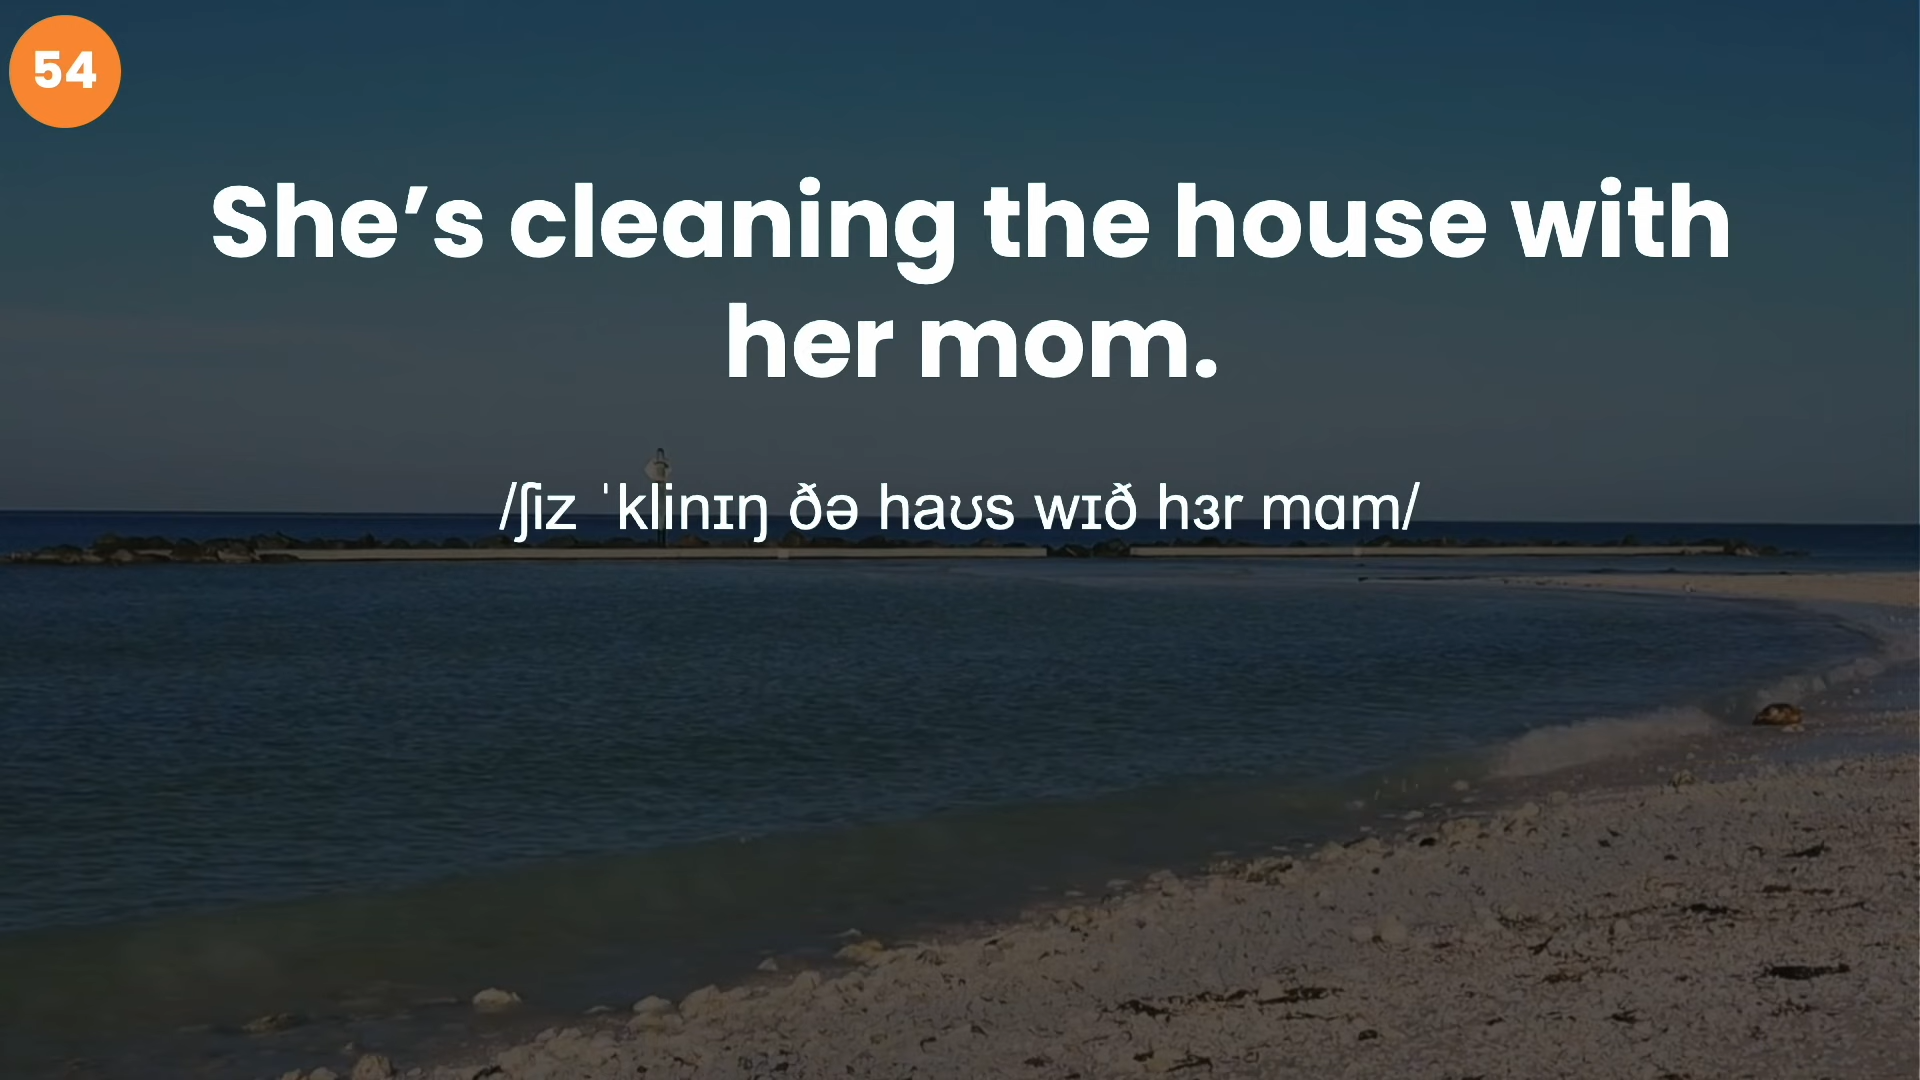 54
She’s cleaning the house with
her mom.
/ʃiz ˈklinɪŋ ðə haʊs wɪð hɜr mɑm/